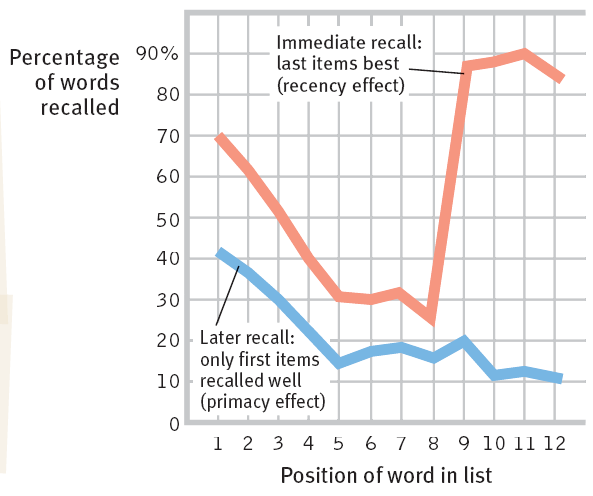 Percentage
of words
recalled
90%
80
70
60
50
40
30
20
10
0
Immediate recall:
last items best
(recency effect)
Later recall:
only first items
recalled well
(primacy effect)
1 2 3 4 5 6 7 8 9 10 11 12
Position of word in list